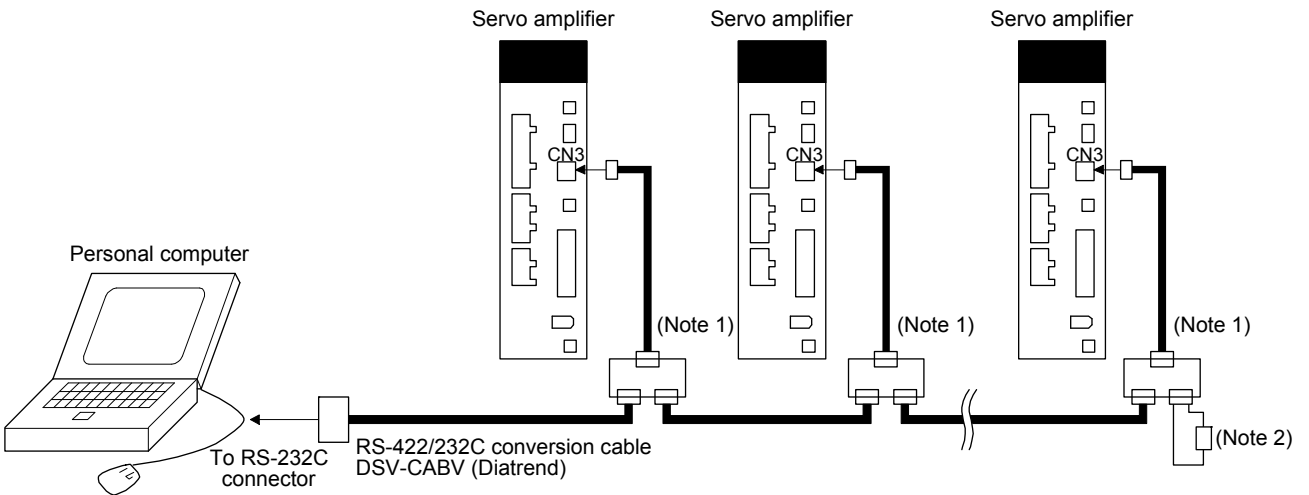 Servo amplifier
Servo amplifier
Servo amplifier
CN3
CN3
CN3
Personal computer
(Note 1)
(Note 1)
(Note 1)
(Note 2)
To RS-232C
connector
RS-422/232C conversion cable
DSV-CABV (Diatrend)